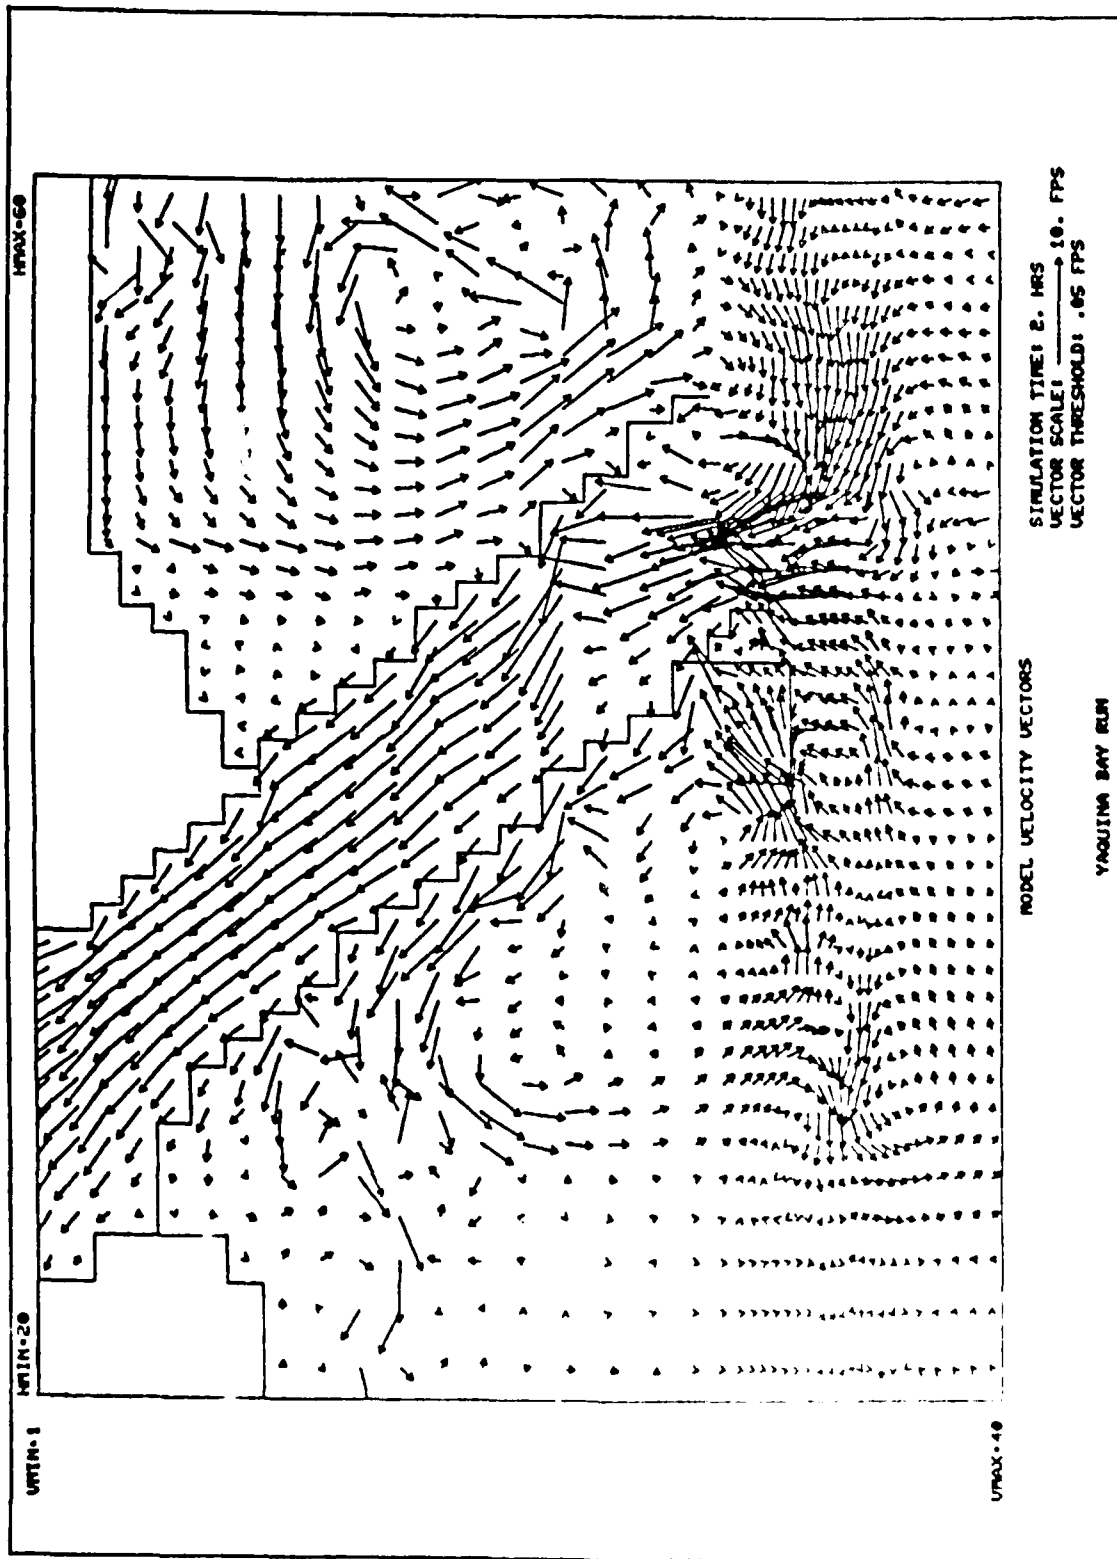 VMIN=1
HMIN=20
HMAX=60
VMAX=40
MODEL VELOCITY VECTORS
SIMULATION TIME: 2. HRS
VECTOR SCALE: 10. FPS
VECTOR THRESHOLD: .05 FPS
YAQUINA BAY RUN